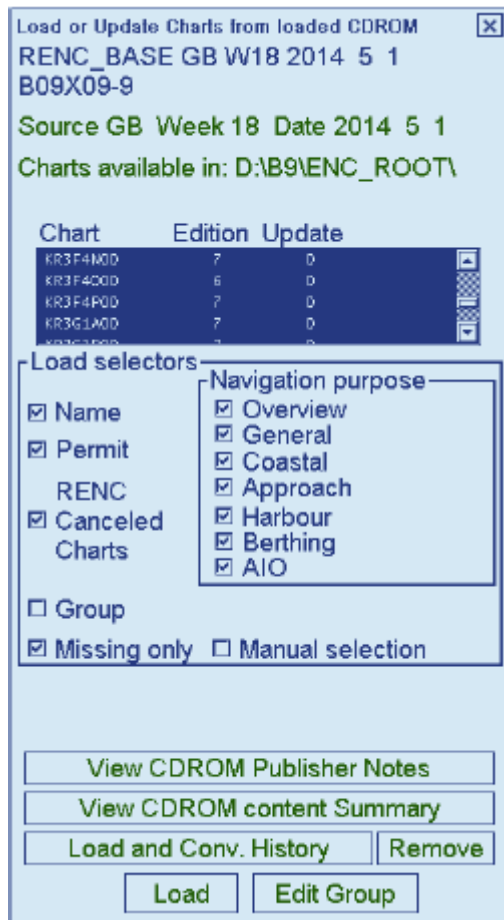 Load or Update Charts from loaded CDROM
RENC_BASE GB W18 2014 5 1
B09X09-9
Source GB Week 18 Date 2014 5 1
Charts available in: D:\B9\ENC_ROOT\
Chart Edition Update
KR3F4N00 7 0
KR3F4O00 6 0
KR3F4P00 7 0
KR3G1A00 7 0
Load selectors
Navigation purpose
Name
Permit
RENC
Canceled
Charts
Overview
General
Coastal
Approach
Harbour
Berthing
AIO
Group
Missing only Manual selection
View CDROM Publisher Notes
View CDROM content Summary
Load and Conv. History Remove
Load Edit Group